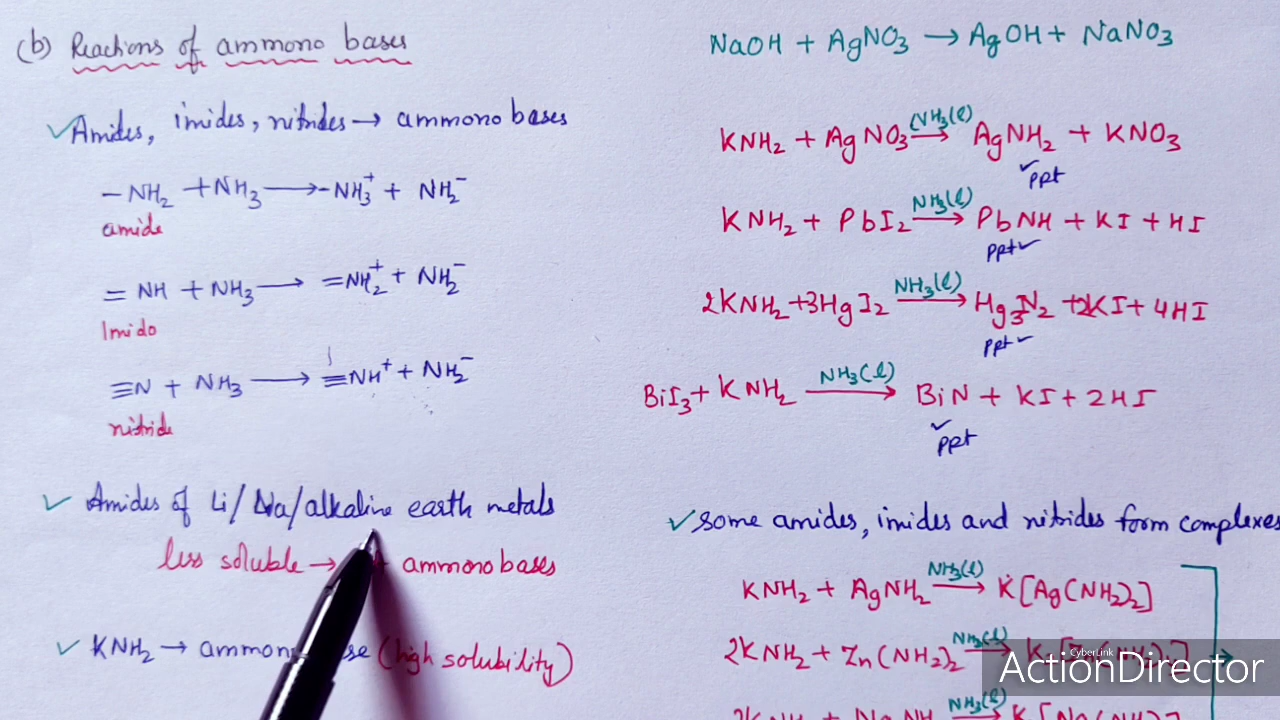 (b) Reactions of ammono bases
✓Amides, imides, nitrides → ammono bases
–NH₂ + NH₃ ⟶ –NH₃⁺ + NH₂⁻
amide
= NH + NH₃ ⟶ =NH₂⁺ + NH₂⁻
Imido
≡N + NH₃ ⟶ ≡NH⁺ + NH₂⁻
nitride
✓ Amides of Li/Na/alkaline earth metals
less soluble → ammono bases
✓ KNH₂ → ammono (high solubility)
NaOH + AgNO₃ ⟶ AgOH + NaNO₃
NH₃(l)
KNH₂ + AgNO₃ ⟶ AgNH₂ + KNO₃
✓ppt
NH₃(l)
KNH₂ + PbI₂ ⟶ PbNH + KI + HI
ppt✓
NH₃(l)
2KNH₂ + 3HgI₂ ⟶ Hg₃N₂ + 2KI + 4HI
ppt✓
NH₃(l)
BiI₃ + KNH₂ ⟶ BiN + KI + 2HI
✓ppt
✓some amides, imides and nitrides form complexes
NH₃(l)
KNH₂ + AgNH₂ ⟶ K[Ag(NH₂)₂]
NH₃(l)
2KNH₂ + Zn(NH₂)₂ ⟶
NH₃(l)
CyberLink
ActionDirector